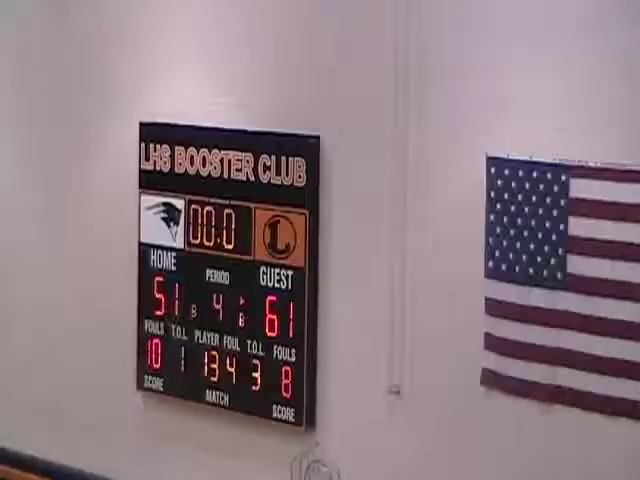 LHS BOOSTER CLUB
00.0 L
HOME PERIOD GUEST
51 B 4 B 61
FOULS T.O.L. PLAYER FOUL T.O.L. FOULS
10 1 13 4 3 8
SCORE MATCH SCORE